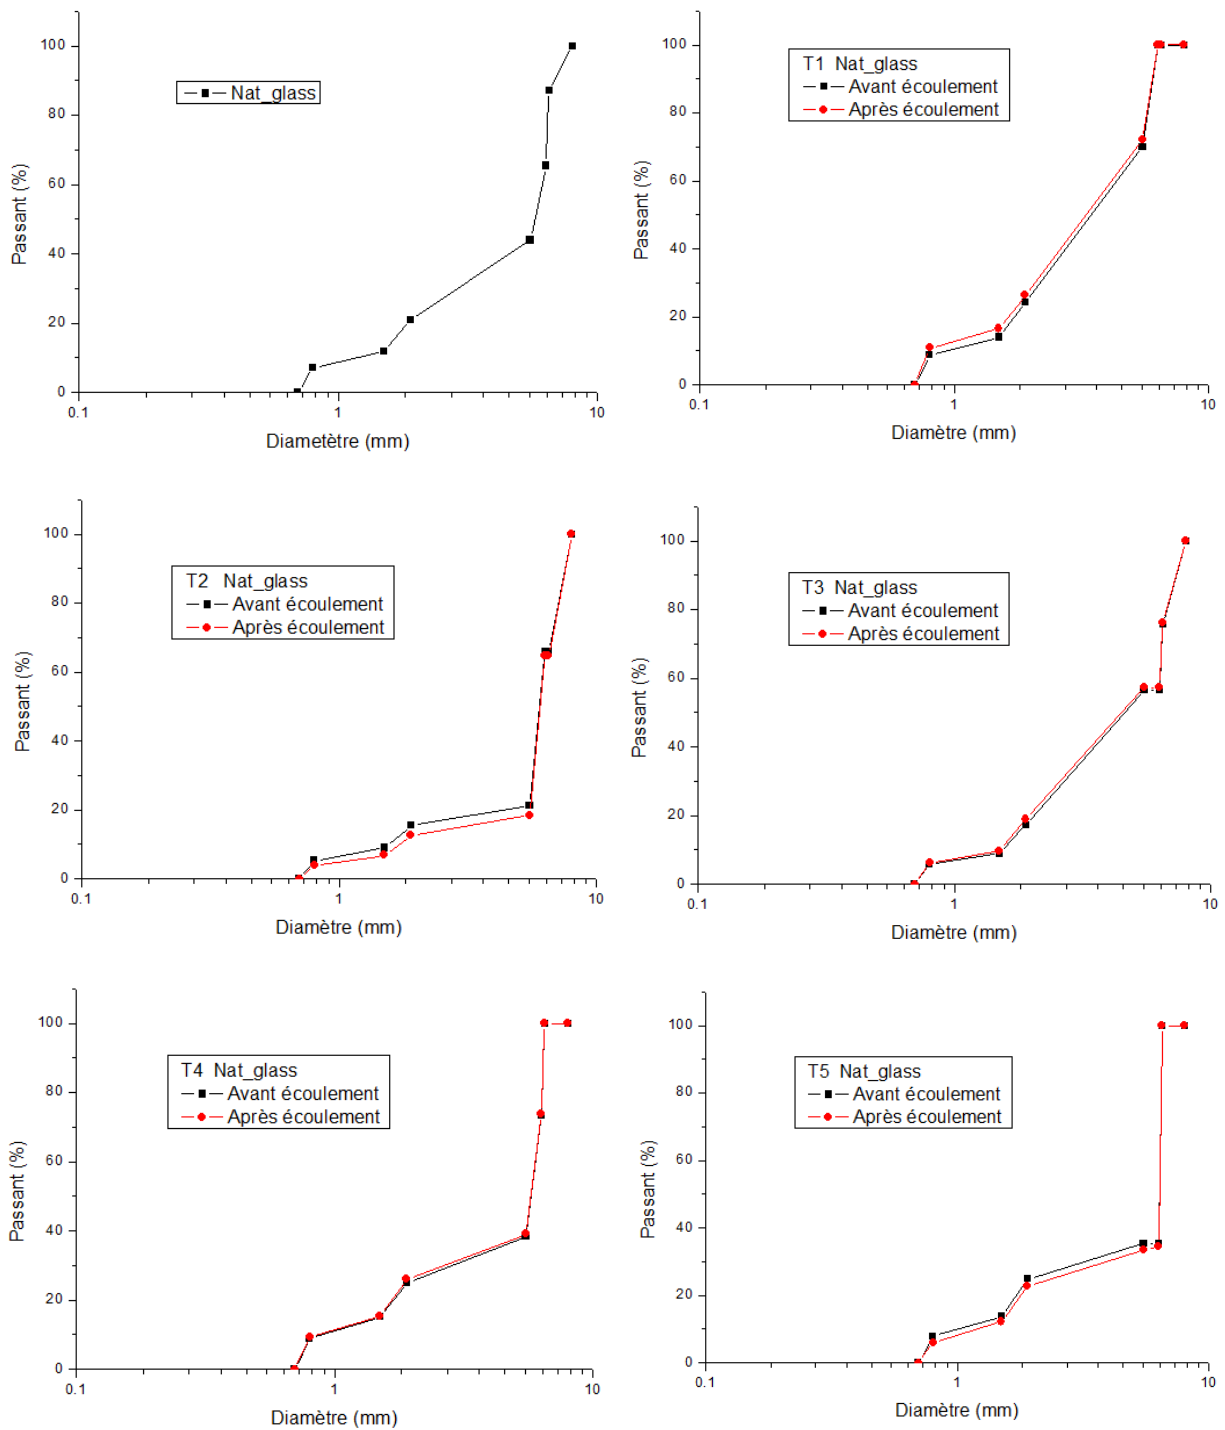 100
80
60
40
20
0
Passant (%)
Nat_glass
0.1
1
10
Diametètre (mm)
100
80
60
40
20
0
Passant (%)
T1 Nat_glass
Avant écoulement
Après écoulement
0.1
1
10
Diamètre (mm)
100
80
60
40
20
0
Passant (%)
T2 Nat_glass
Avant écoulement
Après écoulement
0.1
1
10
Diamètre (mm)
100
80
60
40
20
0
Passant (%)
T3 Nat_glass
Avant écoulement
Après écoulement
0.1
1
10
Diamètre (mm)
100
80
60
40
20
0
Passant (%)
T4 Nat_glass
Avant écoulement
Après écoulement
0.1
1
10
Diamètre (mm)
100
80
60
40
20
0
Passant (%)
T5 Nat_glass
Avant écoulement
Après écoulement
0.1
1
10
Diamètre (mm)